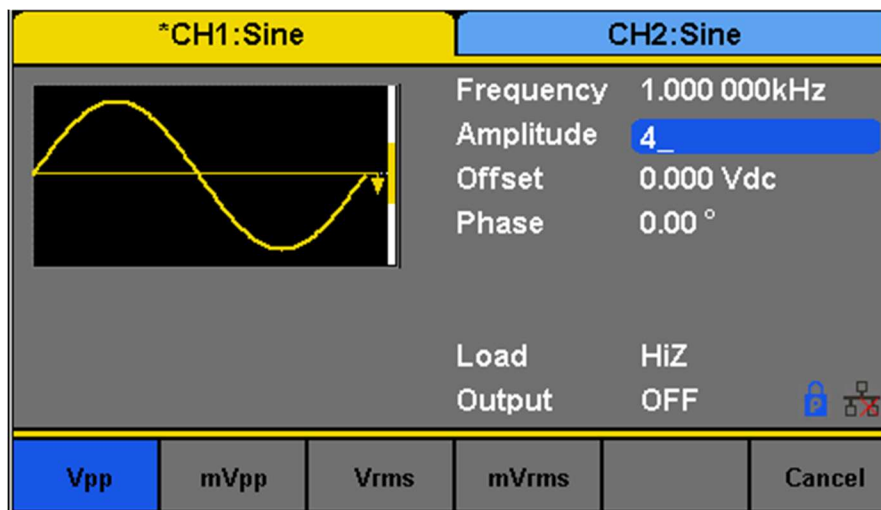 *CH1:Sine CH2:Sine
Frequency 1.000 000kHz
Amplitude 4_
Offset 0.000 Vdc
Phase 0.00 °
Load HiZ
Output OFF P
Vpp mVpp Vrms mVrms Cancel